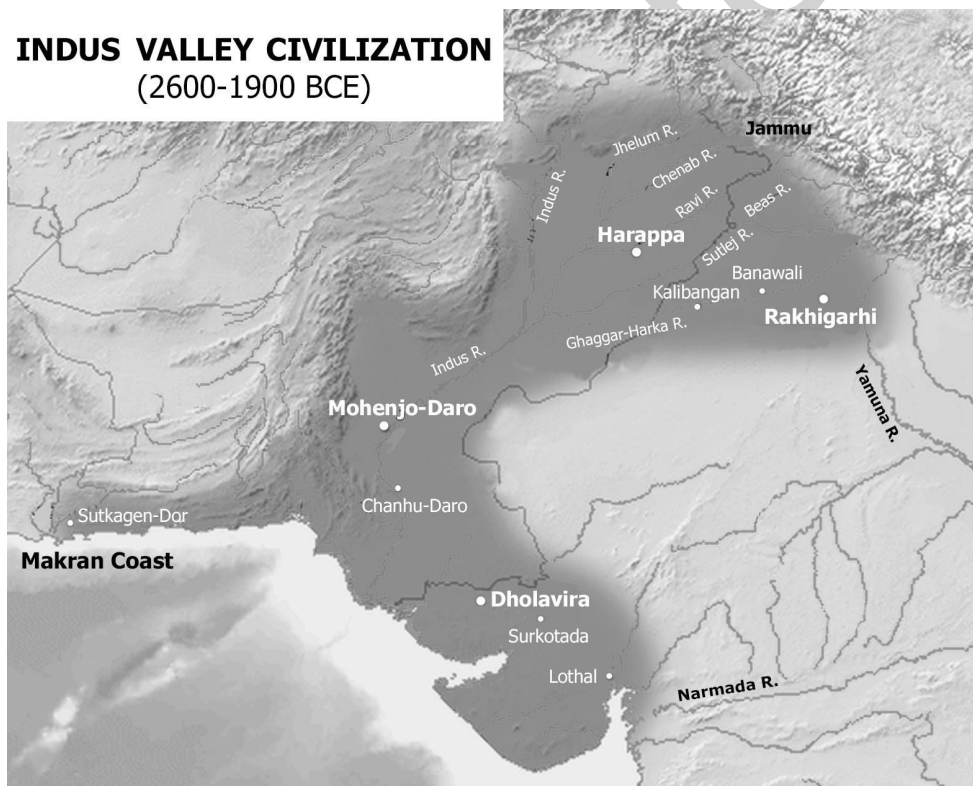 INDUS VALLEY CIVILIZATION
(2600-1900 BCE)
Jammu
Jhelum R.
Chenab R.
Indus R.
Ravi R.
Beas R.
Harappa
Sutlej R.
Banawali
Kalibangan
Rakhigarhi
Ghaggar-Harka R.
Indus R.
Yamuna R.
Mohenjo-Daro
Chanhu-Daro
Sutkagen-Dor
Makran Coast
Dholavira
Surkotada
Lothal
Narmada R.